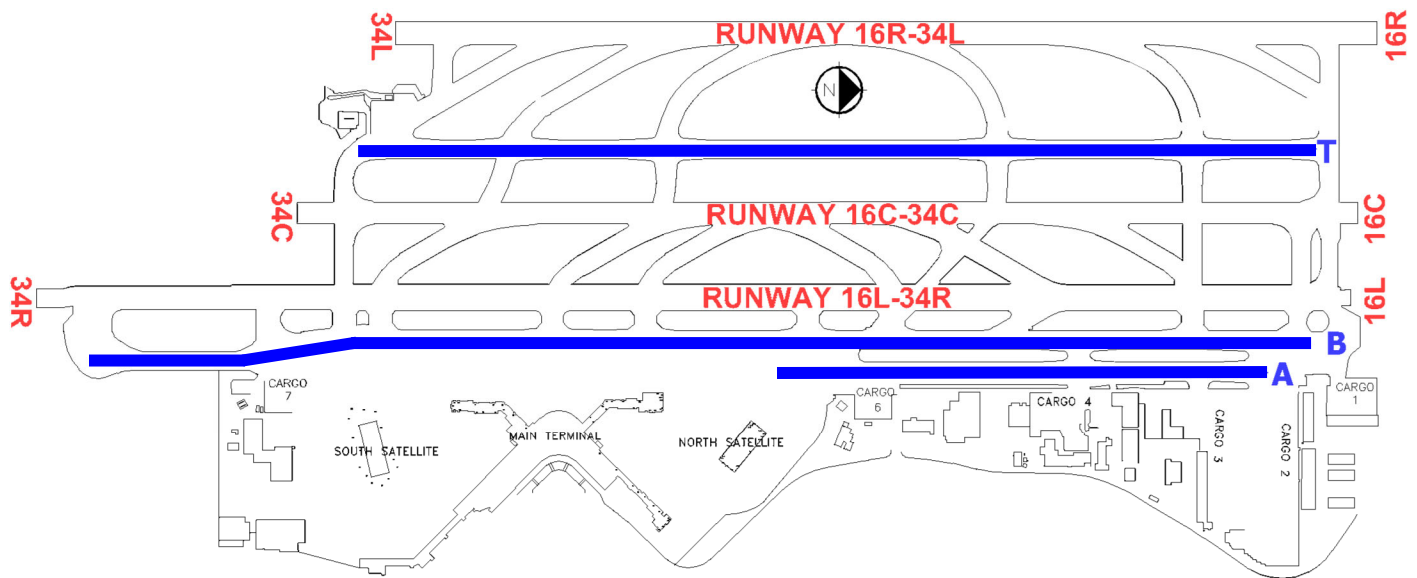 34L
RUNWAY 16R-34L
16R
N
T
34C
RUNWAY 16C-34C
16C
34R
RUNWAY 16L-34R
16L
B
A
CARGO
7
CARGO
6
CARGO 4
CARGO
1
CARGO 3
CARGO 2
SOUTH SATELLITE
MAIN TERMINAL
NORTH SATELLITE